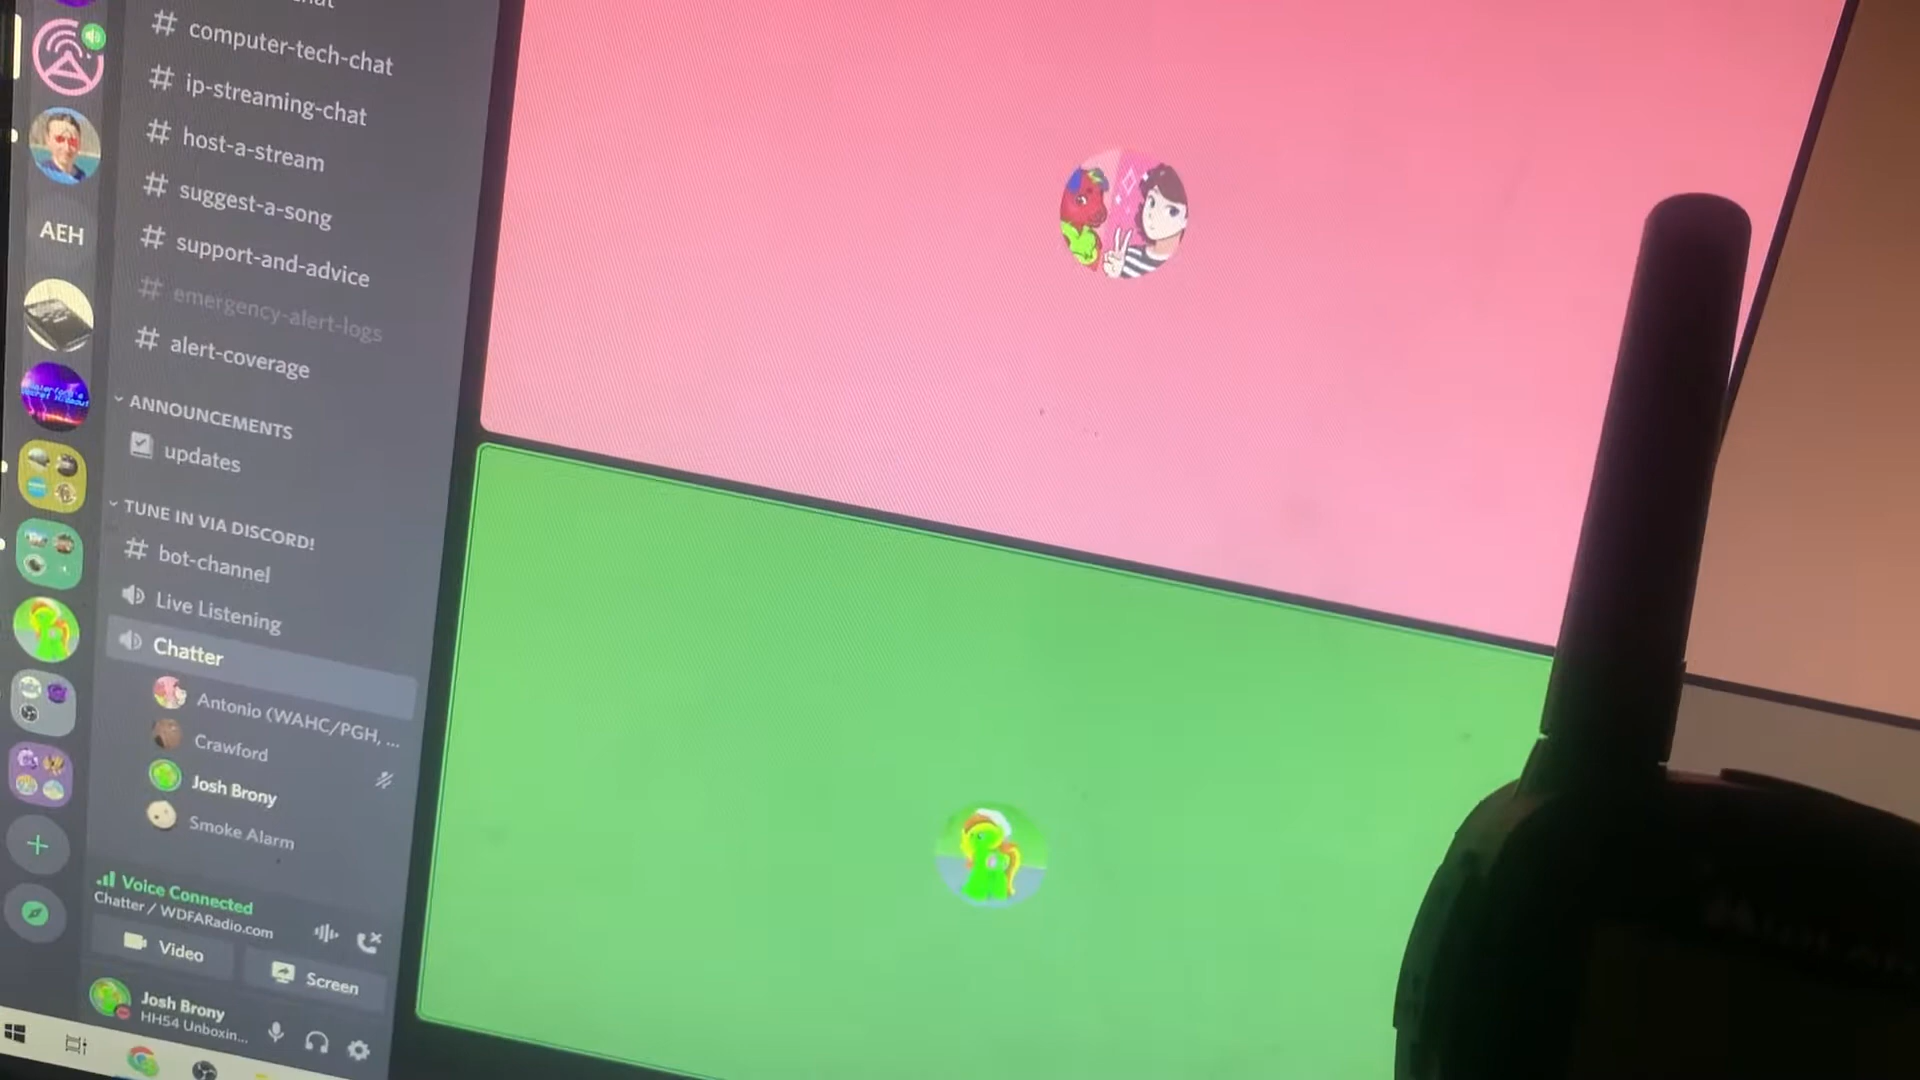 computer-tech-chat
ip-streaming-chat
host-a-stream
suggest-a-song
AEH
support-and-advice
emergency-alert-logs
alert-coverage
ANNOUNCEMENTS
updates
TUNE IN VIA DISCORD!
bot-channel
Live Listening
Chatter
Antonio (WAHC/PGH, ...
Crawford
Josh Brony
Smoke Alarm
Voice Connected
Chatter / WDFARadio.com
Video
Screen
Josh Brony
HH54 Unboxin...